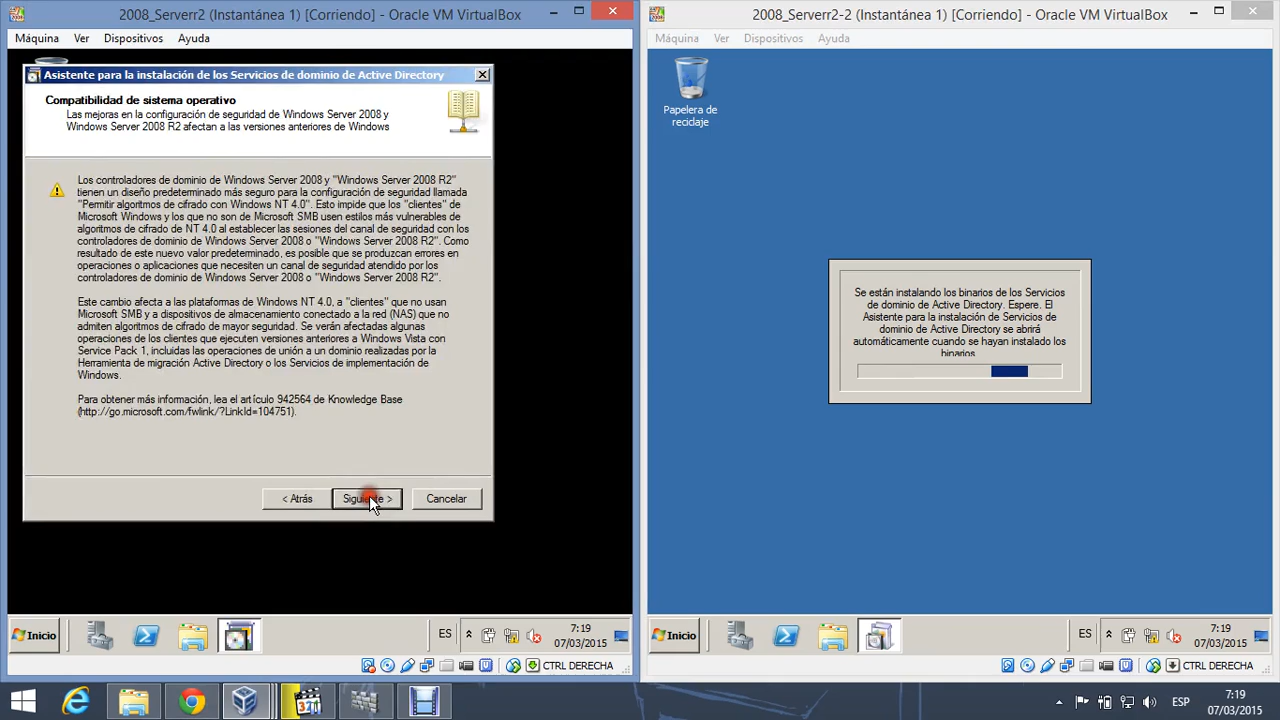 2008_Serverr2 (Instantánea 1) [Corriendo] - Oracle VM VirtualBox
Máquina Ver Dispositivos Ayuda
Asistente para la instalación de los Servicios de dominio de Active Directory
Compatibilidad de sistema operativo
Las mejoras en la configuración de seguridad de Windows Server 2008 y
Windows Server 2008 R2 afectan a las versiones anteriores de Windows
Los controladores de dominio de Windows Server 2008 y "Windows Server 2008 R2"
tienen un diseño predeterminado más seguro para la configuración de seguridad llamada
"Permitir algoritmos de cifrado con Windows NT 4.0". Esto impide que los "clientes" de
Microsoft Windows y los que no son de Microsoft SMB usen estilos más vulnerables de
algoritmos de cifrado de NT 4.0 al establecer las sesiones del canal de seguridad con los
controladores de dominio de Windows Server 2008 o "Windows Server 2008 R2". Como
resultado de este nuevo valor predeterminado, es posible que se produzcan errores en
operaciones o aplicaciones que necesiten un canal de seguridad atendido por los
controladores de dominio de Windows Server 2008 o "Windows Server 2008 R2".
Este cambio afecta a las plataformas de Windows NT 4.0, a "clientes" que no usan
Microsoft SMB y a dispositivos de almacenamiento conectado a la red (NAS) que no
admiten algoritmos de cifrado de mayor seguridad. Se verán afectadas algunas
operaciones de los clientes que ejecuten versiones anteriores a Windows Vista con
Service Pack 1, incluidas las operaciones de unión a un dominio realizadas por la
Herramienta de migración Active Directory o los Servicios de implementación de
Windows.
Para obtener más información, lea el artículo 942564 de Knowledge Base
(http://go.microsoft.com/fwlink/?LinkId=104751).
< Atrás Siguiente > Cancelar
Inicio ES 7:19
07/03/2015
CTRL DERECHA
2008_Serverr2-2 (Instantánea 1) [Corriendo] - Oracle VM VirtualBox
Máquina Ver Dispositivos Ayuda
Papelera de
reciclaje
Se están instalando los binarios de los Servicios
de dominio de Active Directory. Espere. El
Asistente para la instalación de Servicios de
dominio de Active Directory se abrirá
automáticamente cuando se hayan instalado los
binarios.
Inicio ES 7:19
07/03/2015
CTRL DERECHA
321
ESP 7:19
07/03/2015